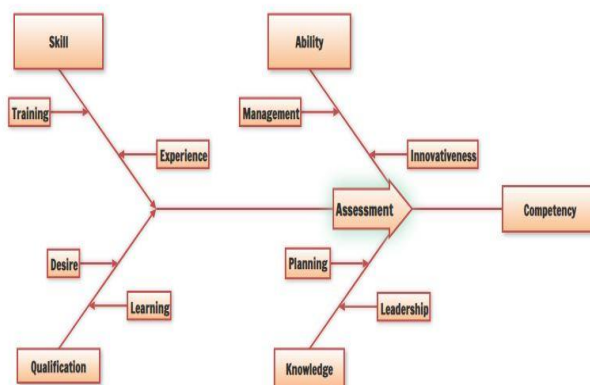 Skill
Ability
Training
Management
Experience
Innovativeness
Assessment
Competency
Desire
Planning
Learning
Leadership
Qualification
Knowledge